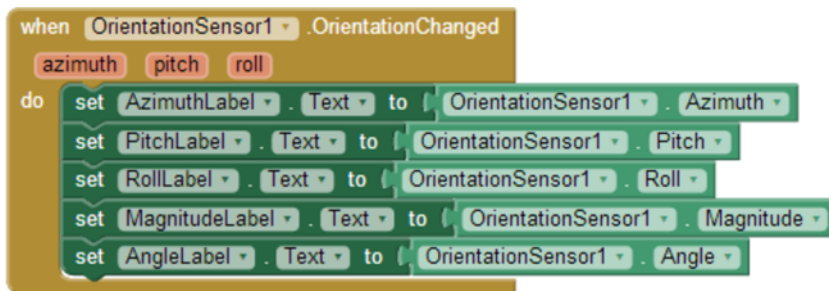 when OrientationSensor1 .OrientationChanged
azimuth pitch roll
do set AzimuthLabel . Text to OrientationSensor1 . Azimuth
set PitchLabel . Text to OrientationSensor1 . Pitch
set RollLabel . Text to OrientationSensor1 . Roll
set MagnitudeLabel . Text to OrientationSensor1 . Magnitude
set AngleLabel . Text to OrientationSensor1 . Angle